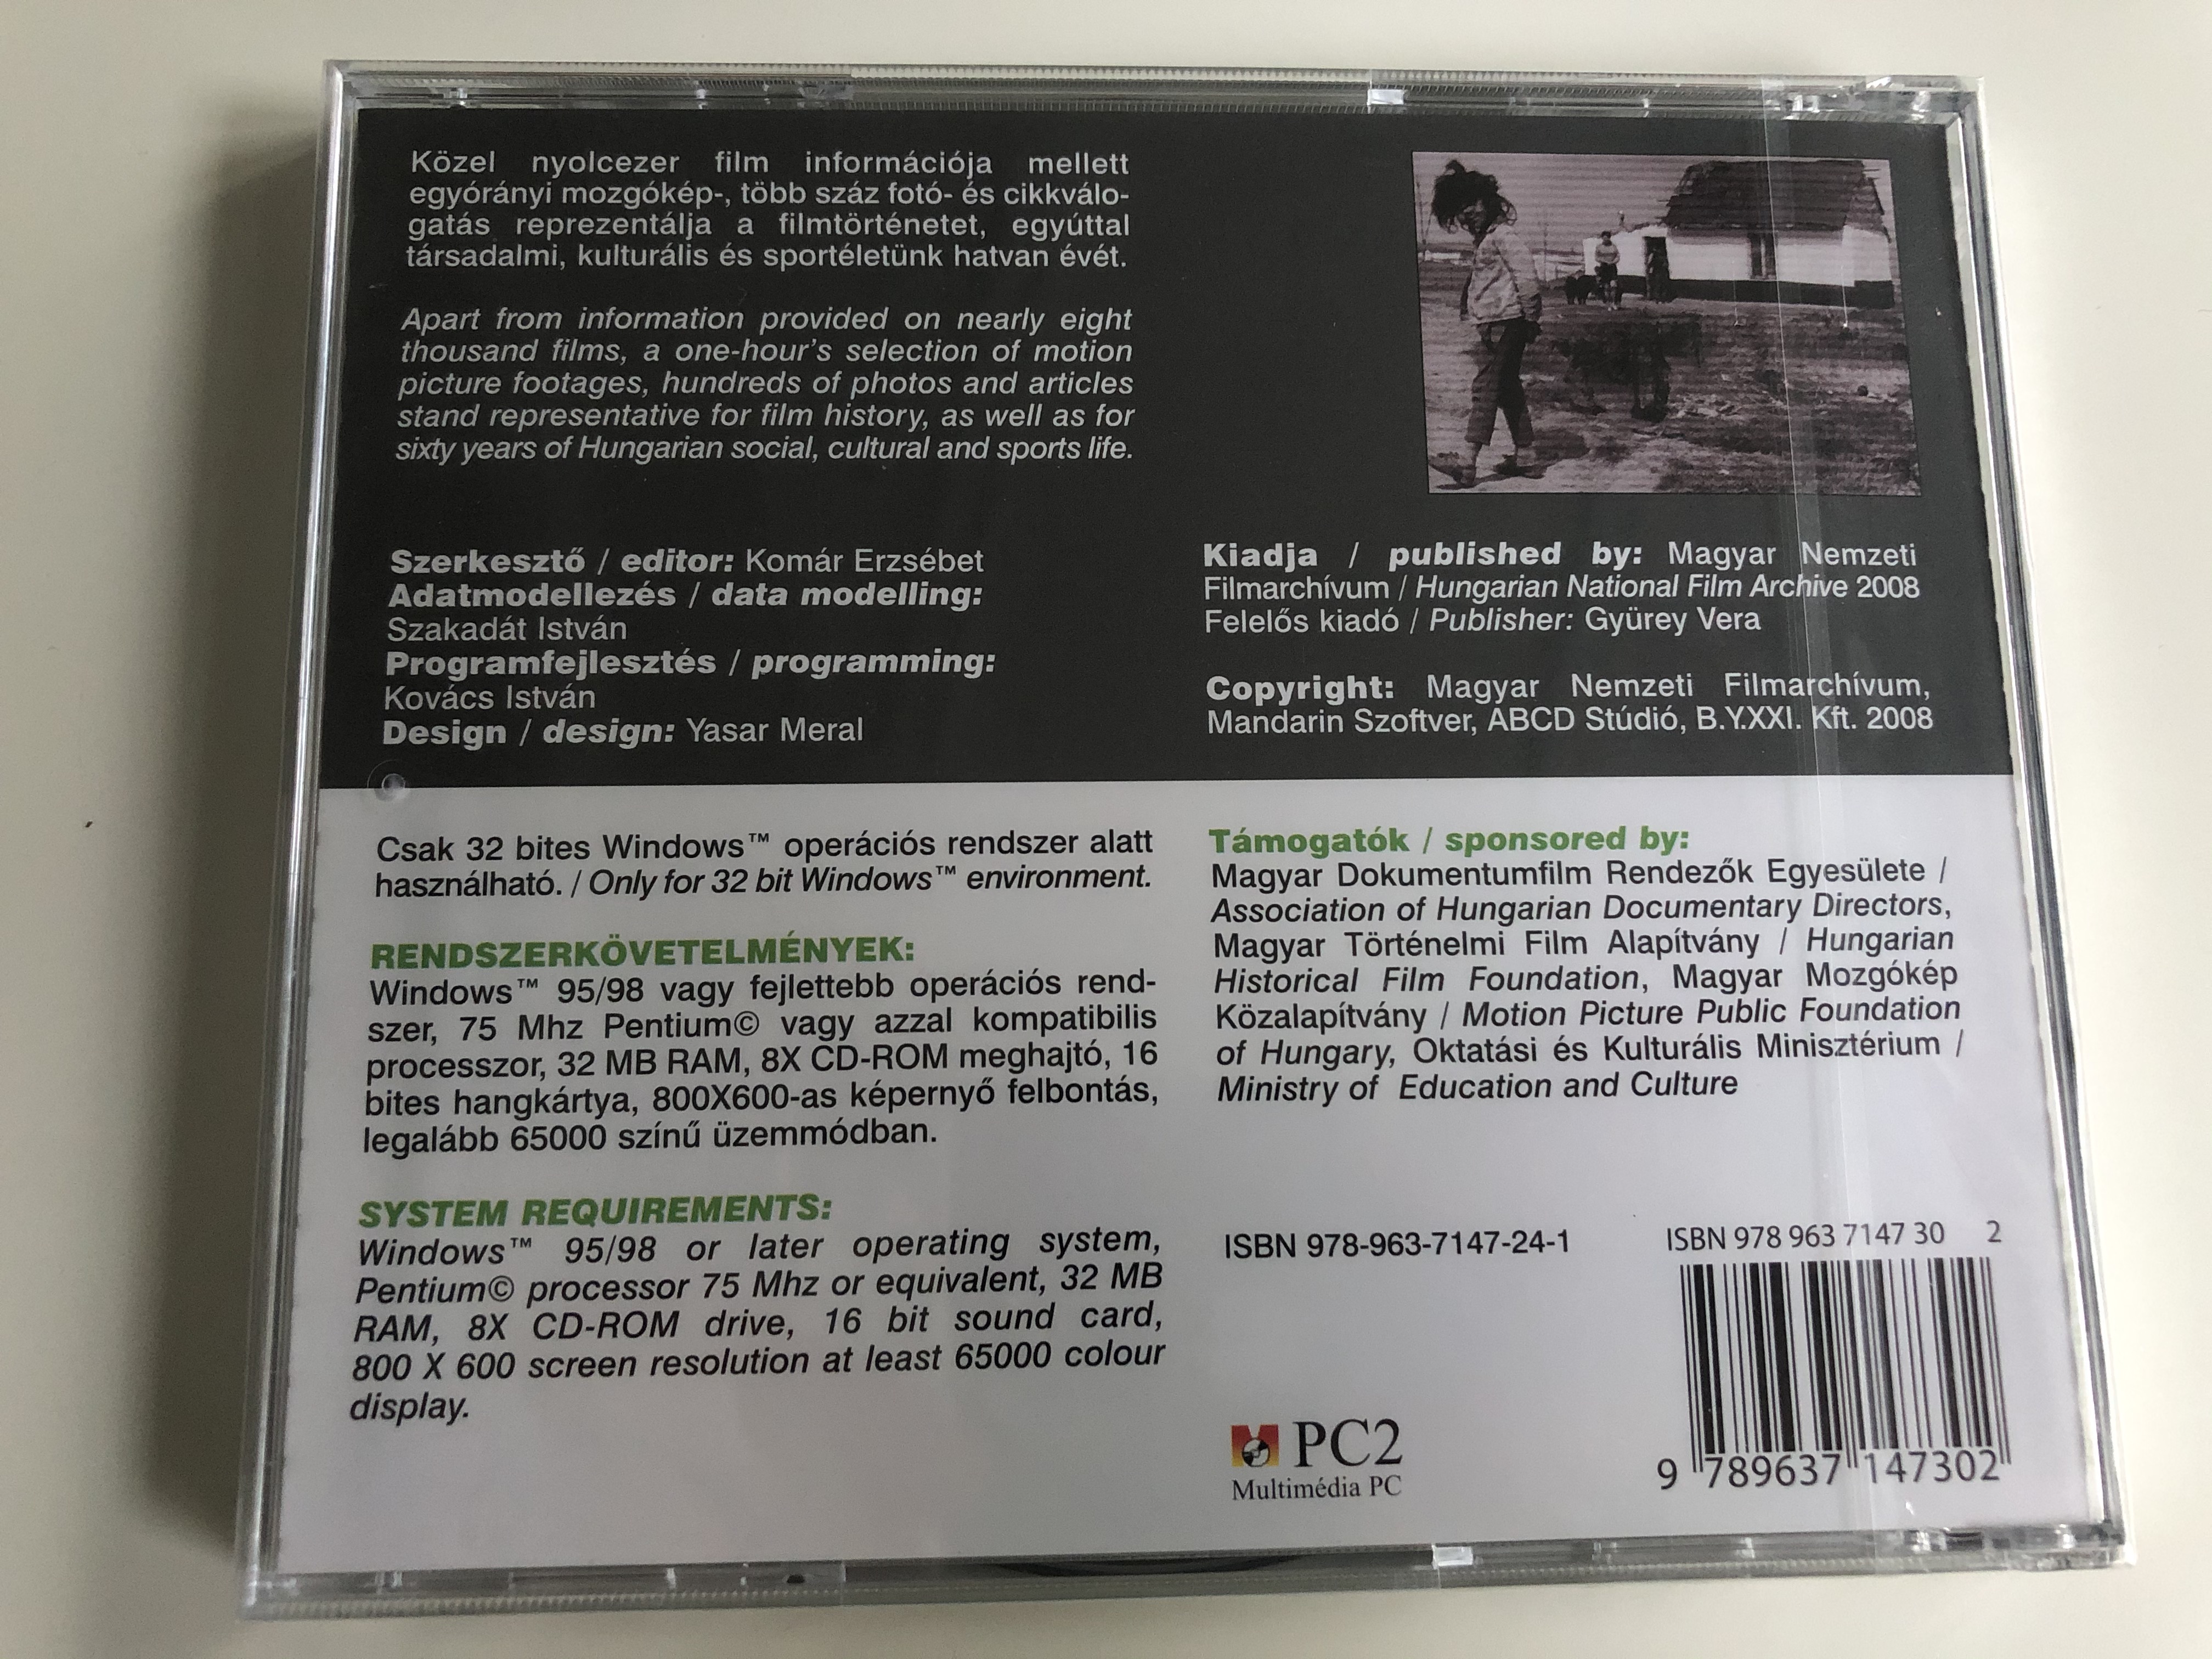 Közel nyolcezer film információja mellett
egyórányi mozgókép-, több száz fotó- és cikkválo-
gatás reprezentálja a filmtörténetet, egyúttal
társadalmi, kulturális és sportéletünk hatvan évét.
Apart from information provided on nearly eight
thousand films, a one-hour's selection of motion
picture footages, hundreds of photos and articles
stand representative for film history, as well as for
sixty years of Hungarian social, cultural and sports life.
Szerkesztő / editor: Komár Erzsébet
Adatmodellezés / data modelling:
Szakadát István
Programfejlesztés / programming:
Kovács István
Design / design: Yasar Meral
Kiadja / published by: Magyar Nemzeti
Filmarchívum / Hungarian National Film Archive 2008
Felelős kiadó / Publisher: Gyürey Vera
Copyright: Magyar Nemzeti Filmarchívum,
Mandarin Szoftver, ABCD Stúdió, B.Y.XXI. Kft. 2008
Csak 32 bites Windows™ operációs rendszer alatt
használható. / Only for 32 bit Windows™ environment.
RENDSZERKÖVETELMÉNYEK:
Windows™ 95/98 vagy fejlettebb operációs rend-
szer, 75 Mhz Pentium© vagy azzal kompatibilis
processzor, 32 MB RAM, 8X CD-ROM meghajtó, 16
bites hangkártya, 800X600-as képernyő felbontás,
legalább 65000 színű üzemmódban.
SYSTEM REQUIREMENTS:
Windows™ 95/98 or later operating system,
Pentium© processor 75 Mhz or equivalent, 32 MB
RAM, 8X CD-ROM drive, 16 bit sound card,
800 X 600 screen resolution at least 65000 colour
display.
Támogatók / sponsored by:
Magyar Dokumentumfilm Rendezők Egyesülete /
Association of Hungarian Documentary Directors,
Magyar Történelmi Film Alapítvány / Hungarian
Historical Film Foundation, Magyar Mozgókép
Közalapítvány / Motion Picture Public Foundation
of Hungary, Oktatási és Kulturális Minisztérium /
Ministry of Education and Culture
ISBN 978-963-7147-24-1
ISBN 978 963 7147 30 2
9 789637 147302
PC2
Multimédia PC